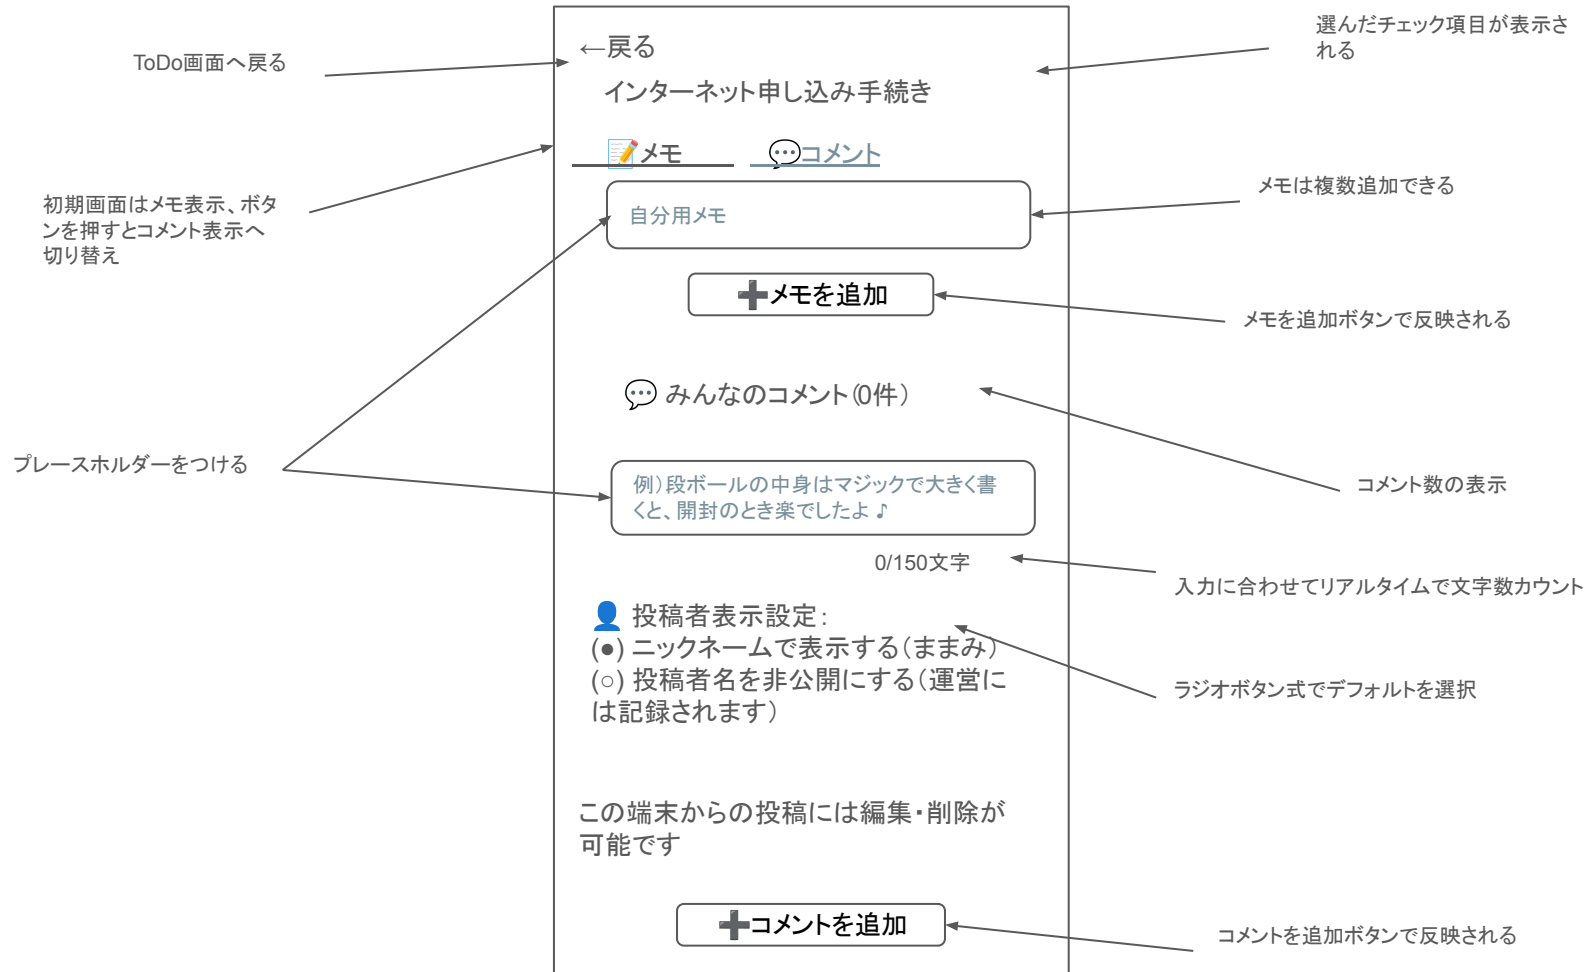 ToDo画面へ戻る
初期画面はメモ表示、ボタ
ンを押すとコメント表示へ
切り替え
プレースホルダーをつける
←戻る
インターネット申し込み手続き
📝メモ
💬コメント
自分用メモ
➕メモを追加
💬 みんなのコメント(0件)
例)段ボールの中身はマジックで大きく書
くと、開封のとき楽でしたよ♪
0/150文字
👤 投稿者表示設定:
(●) ニックネームで表示する(ままみ)
(○) 投稿者名を非公開にする(運営に
は記録されます)
この端末からの投稿には編集・削除が
可能です
➕コメントを追加
選んだチェック項目が表示さ
れる
メモは複数追加できる
メモを追加ボタンで反映される
コメント数の表示
入力に合わせてリアルタイムで文字数カウント
ラジオボタン式でデフォルトを選択
コメントを追加ボタンで反映される